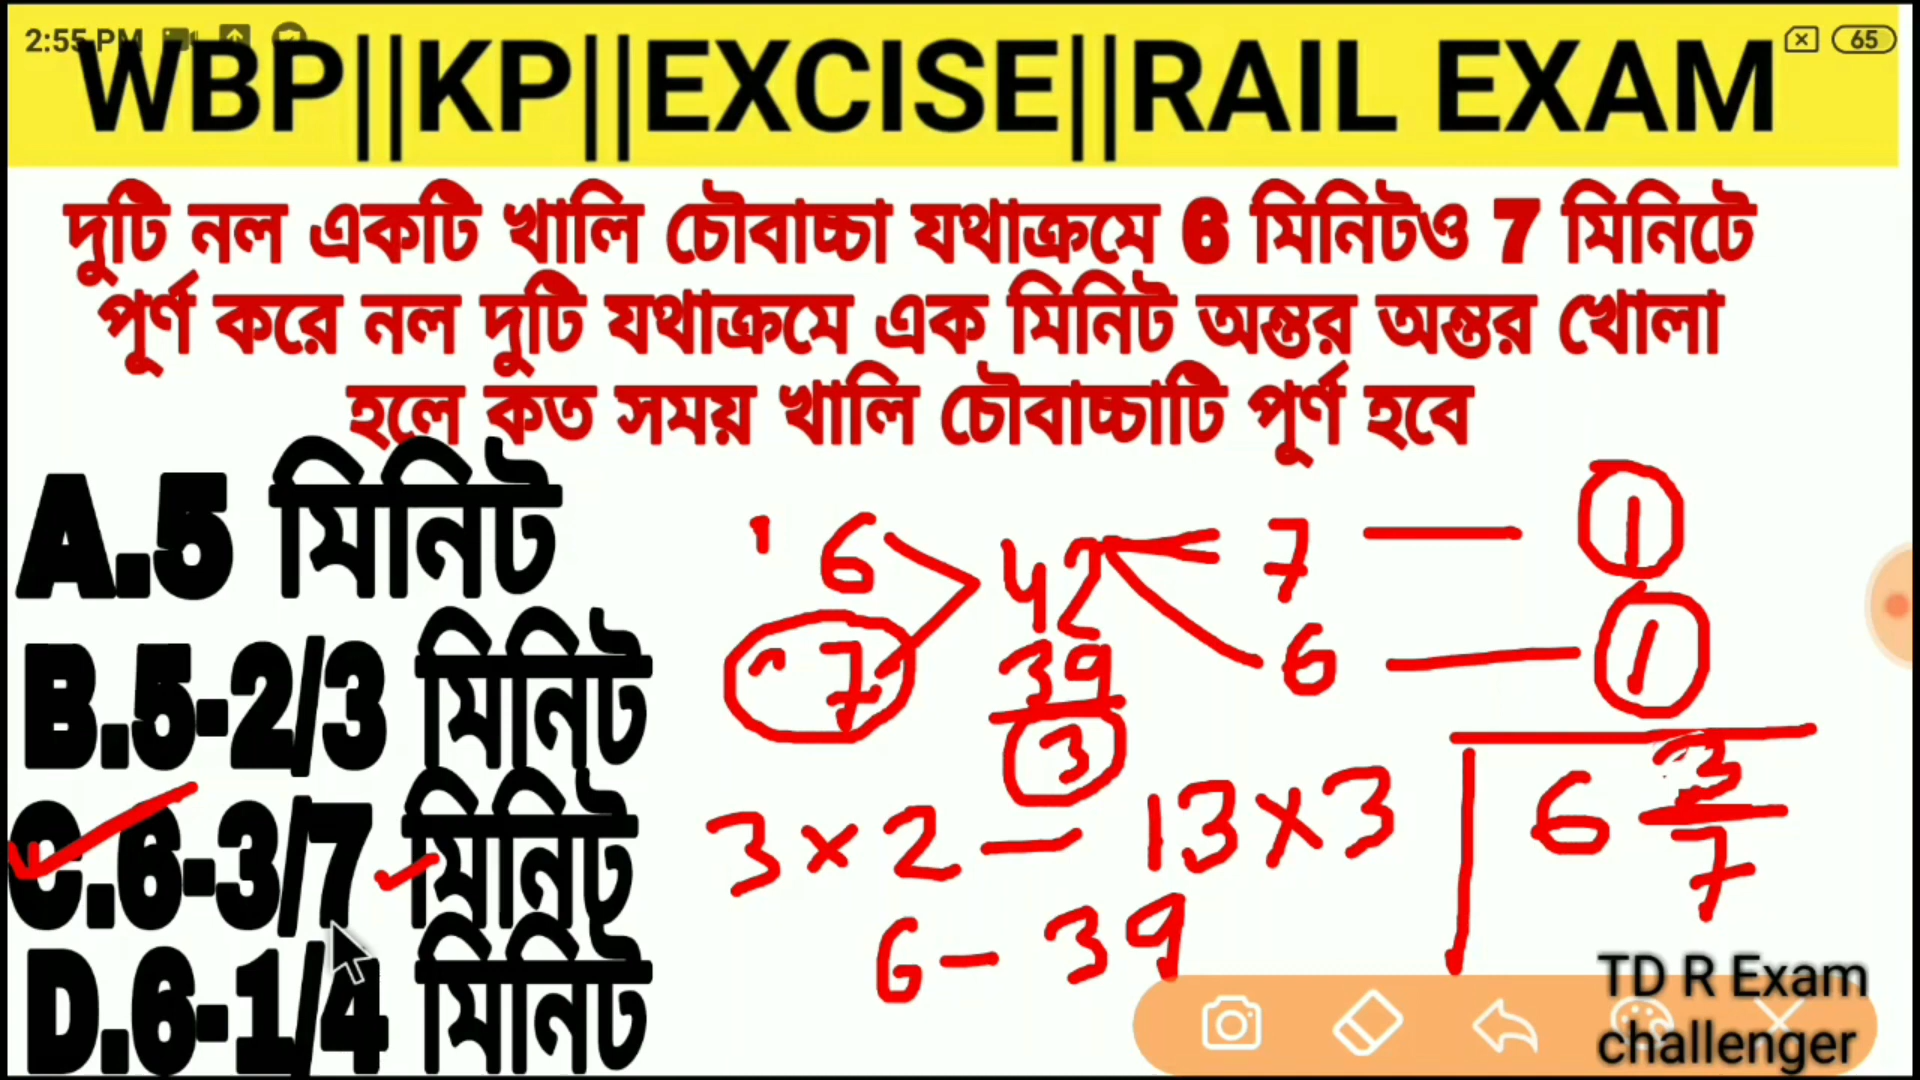 2:55 PM
65
WBP||KP||EXCISE||RAIL EXAM
দুটি নল একটি খালি চৌবাচ্চা যথাক্রমে 6 মিনিটও 7 মিনিটে
পূর্ণ করে নল দুটি যথাক্রমে এক মিনিট অন্তর অন্তর খোলা
হলে কত সময় খালি চৌবাচ্চাটি পূর্ণ হবে
A.5 মিনিট
B.5-2/3 মিনিট
C.6-3/7 মিনিট
D.6-1/4 মিনিট
6 42 7 — 1
7 39 6 — 1
3
3 × 2 — 13 × 3
6 — 39
6 3/7
TD R Exam
challenger